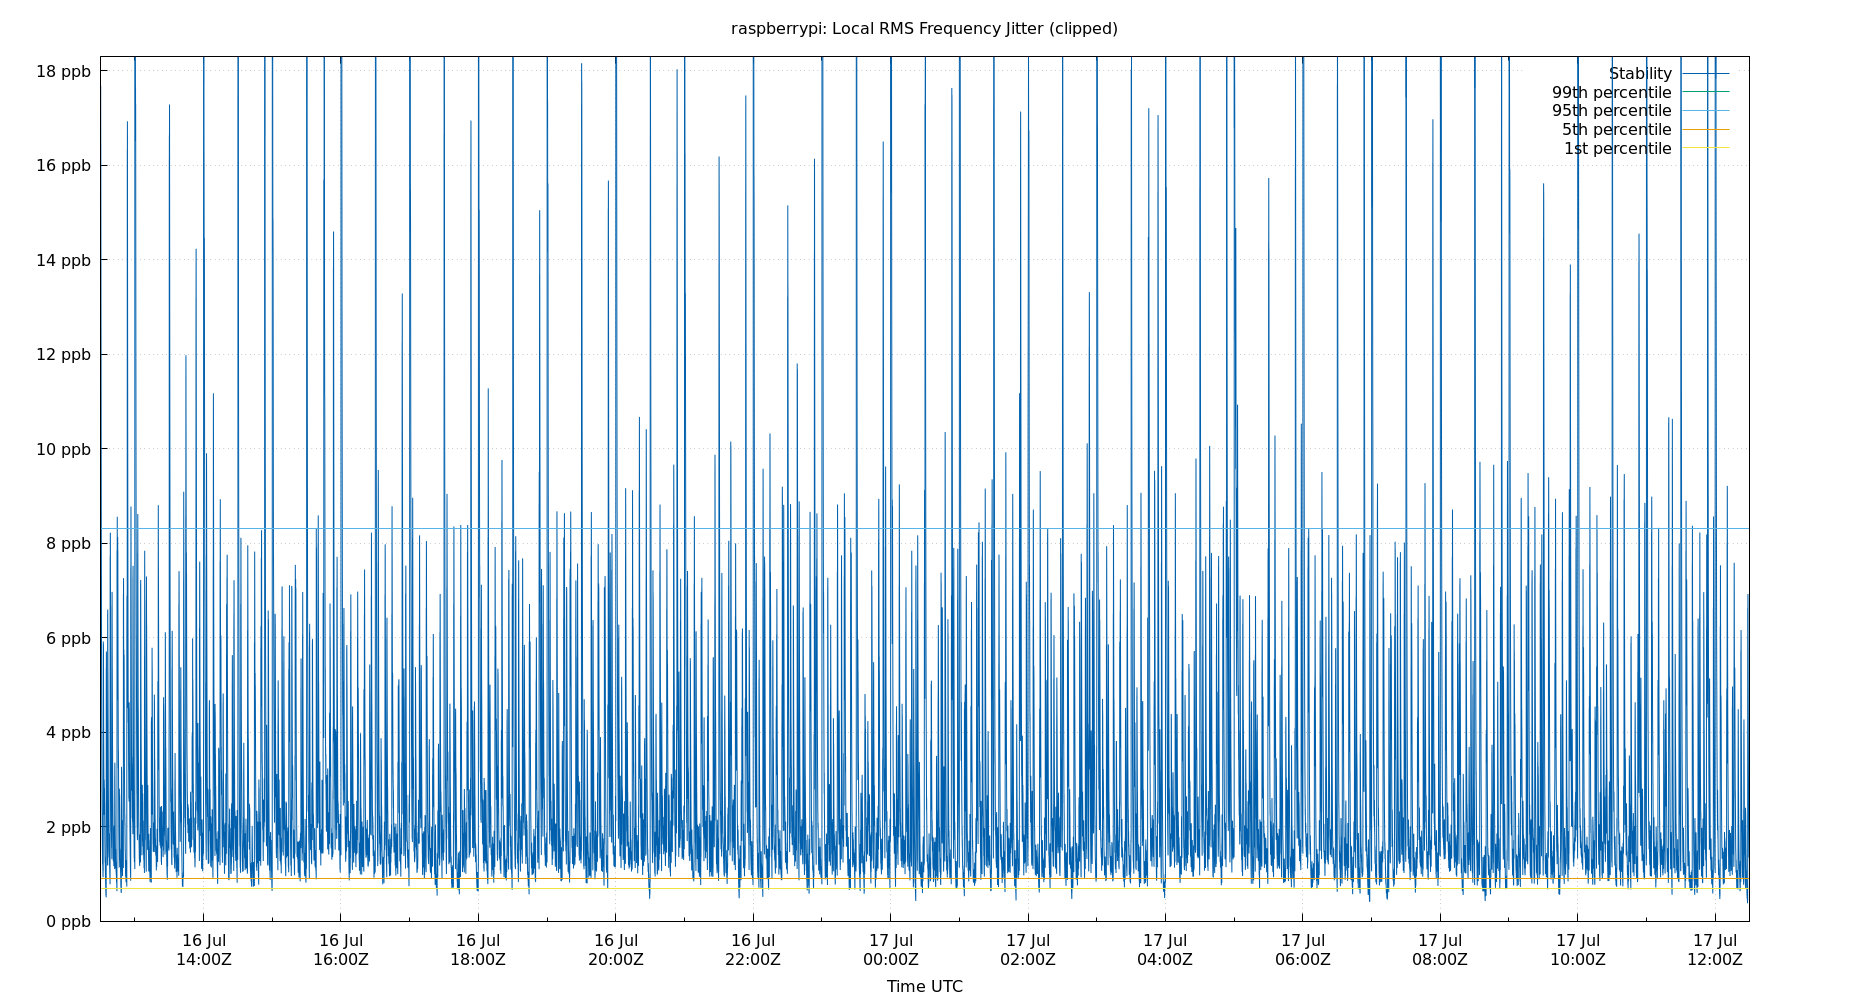 raspberrypi: Local RMS Frequency Jitter (clipped)
18 ppb
16 ppb
14 ppb
12 ppb
10 ppb
8 ppb
6 ppb
4 ppb
2 ppb
0 ppb
Stability
99th percentile
95th percentile
5th percentile
1st percentile
16 Jul 16 Jul 16 Jul 16 Jul 16 Jul 17 Jul 17 Jul 17 Jul 17 Jul 17 Jul 17 Jul 17 Jul
14:00Z 16:00Z 18:00Z 20:00Z 22:00Z 00:00Z 02:00Z 04:00Z 06:00Z 08:00Z 10:00Z 12:00Z
Time UTC